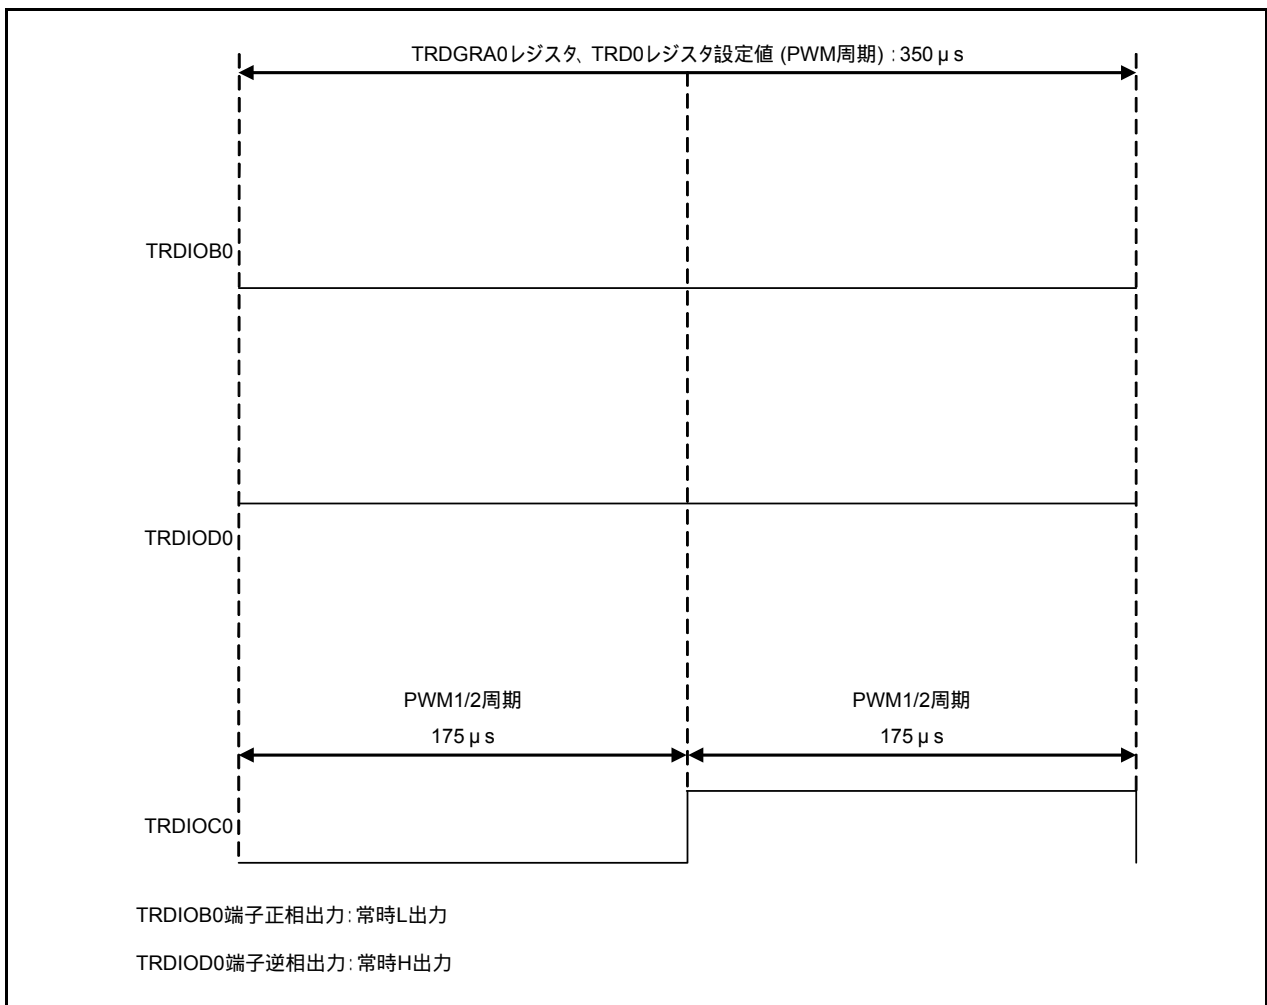 TRDGRA0レジスタ、TRD0レジスタ設定値 (PWM周期) : 350 μ s
TRDIOB0
TRDIOD0
PWM1/2周期 PWM1/2周期
175 μ s 175 μ s
TRDIOC0
TRDIOB0端子正相出力 : 常時L出力
TRDIOD0端子逆相出力 : 常時H出力